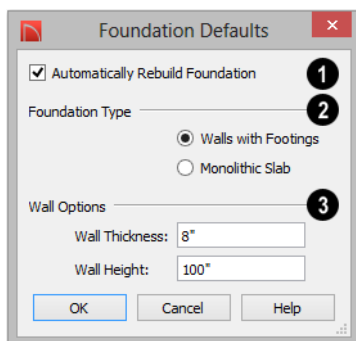 Foundation Defaults
Automatically Rebuild Foundation 1
Foundation Type 2
Walls with Footings
Monolithic Slab
Wall Options 3
Wall Thickness: 8"
Wall Height: 100"
OK Cancel Help